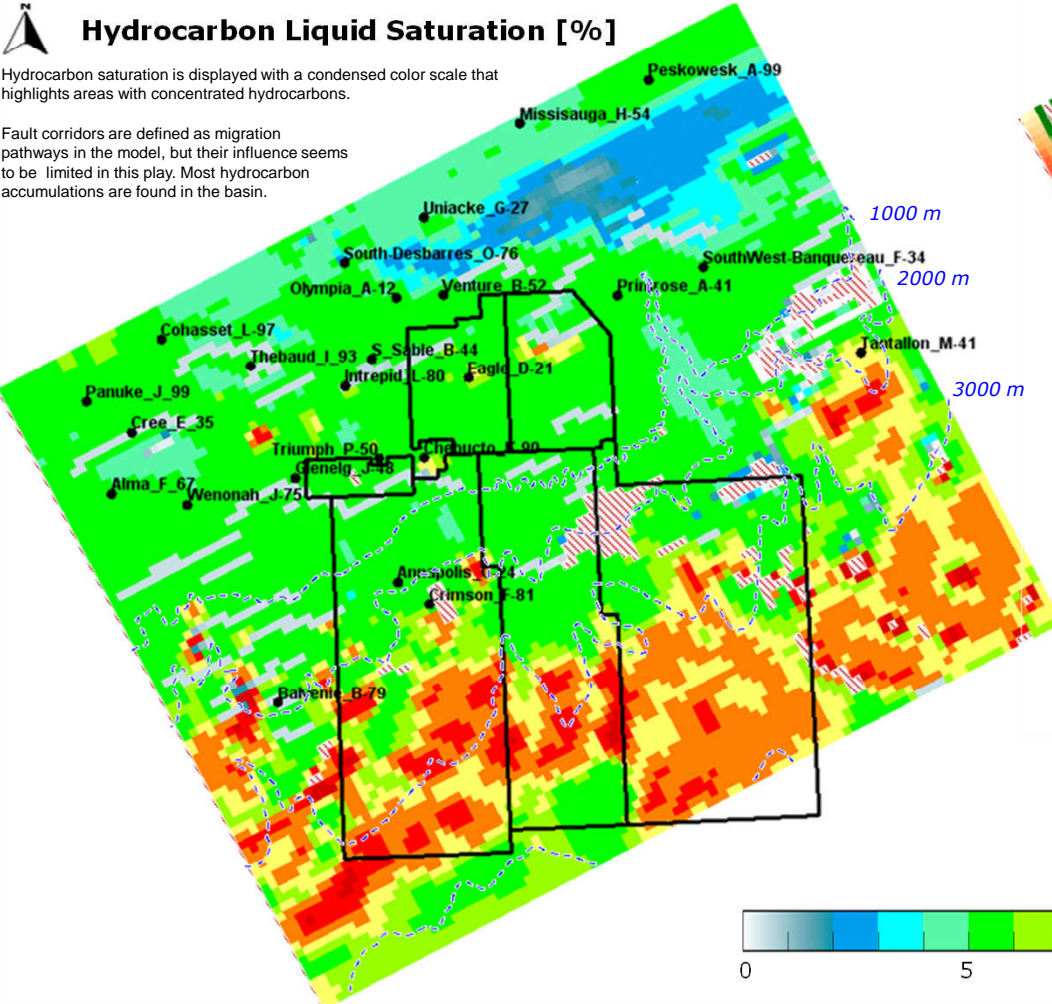 N
Hydrocarbon Liquid Saturation [%]
Hydrocarbon saturation is displayed with a condensed color scale that
highlights areas with concentrated hydrocarbons.
Fault corridors are defined as migration
pathways in the model, but their influence seems
to be limited in this play. Most hydrocarbon
accumulations are found in the basin.
Peskowesk_A-99
Missisauga_H-54
Uniacke_G-27
1000 m
South-Desbarres_O-76
SouthWest-Banquereau_F-34
2000 m
Olympia_A-12
Venture_B-52
Primrose_A-41
Cohasset_L-97
Tantallon_M-41
Thebaud_I_93
S_Sable_B-44
Eagle_D-21
Intrepid_L-80
3000 m
Panuke_J_99
Cree_E_35
Triumph_P-50
Chebucto_K-90
Glenelg_J-48
Alma_F_67
Wenonah_J-75
Annapolis_G-24
Crimson_F-81
Balvenie_B-79
0
5